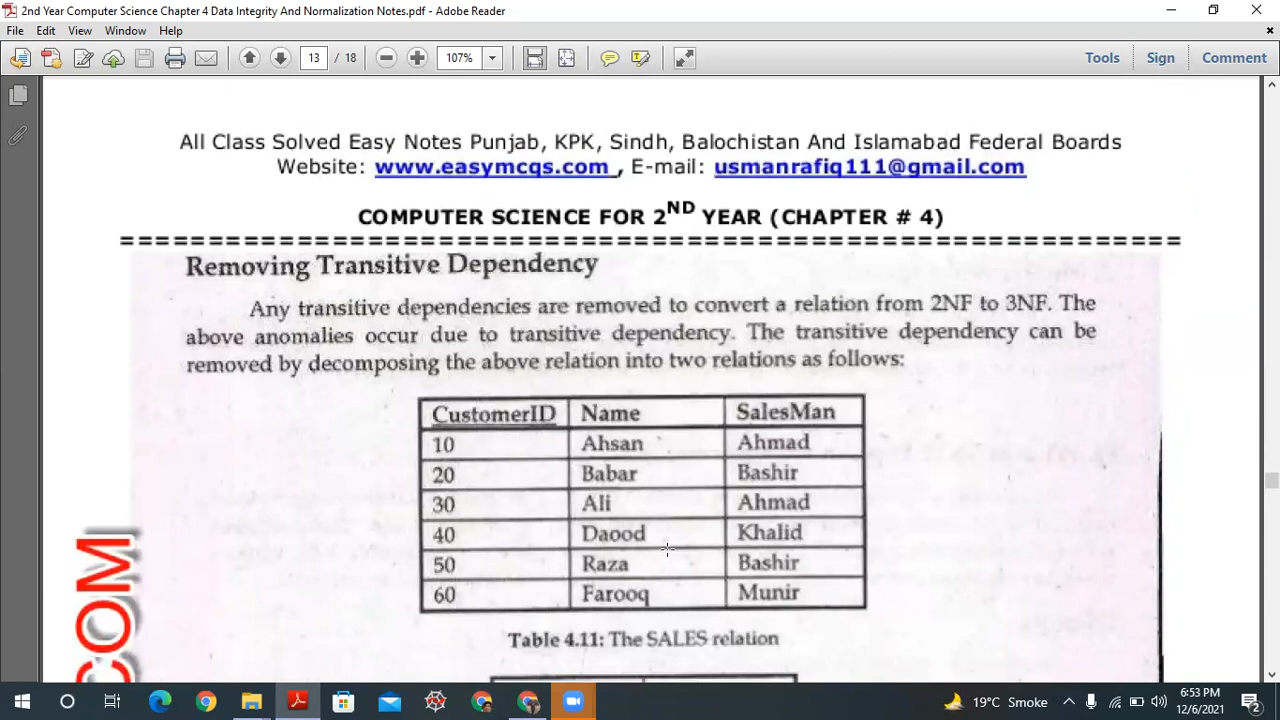 2nd Year Computer Science Chapter 4 Data Integrity And Normalization Notes.pdf - Adobe Reader
File Edit View Window Help
13 / 18 107% Tools Sign Comment
All Class Solved Easy Notes Punjab, KPK, Sindh, Balochistan And Islamabad Federal Boards
Website: www.easymcqs.com , E-mail: usmanrafiq111@gmail.com
COMPUTER SCIENCE FOR 2ND YEAR (CHAPTER # 4)
Removing Transitive Dependency
Any transitive dependencies are removed to convert a relation from 2NF to 3NF. The
above anomalies occur due to transitive dependency. The transitive dependency can be
removed by decomposing the above relation into two relations as follows:
CustomerID Name SalesMan
10 Ahsan Ahmad
20 Babar Bashir
30 Ali Ahmad
40 Daood Khalid
50 Raza Bashir
60 Farooq Munir
Table 4.11: The SALES relation
COM
19°C Smoke
6:53 PM
12/6/2021
2